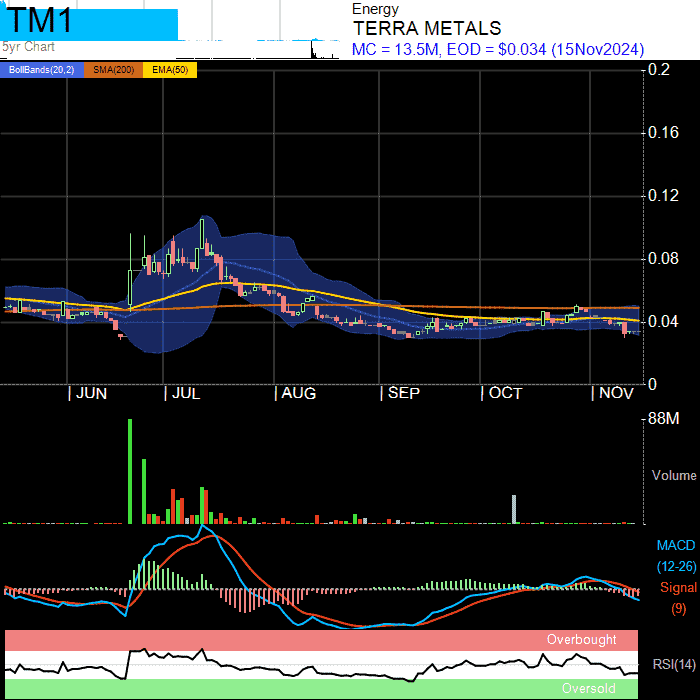 TM1
5yr Chart
Energy
TERRA METALS
MC = 13.5M, EOD = $0.034 (15Nov2024)
BollBands(20,2) SMA(200) EMA(50)
0.2
0.16
0.12
0.08
0.04
0
JUN JUL AUG SEP OCT NOV
88M
Volume
MACD
(12-26)
Signal
(9)
Overbought
RSI(14)
Oversold